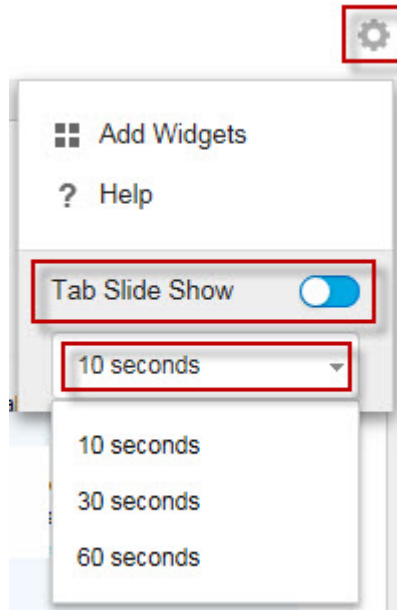 Add Widgets
? Help
Tab Slide Show
10 seconds
10 seconds
30 seconds
60 seconds